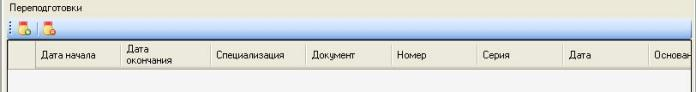 Переподготовки
Дата начала
Дата
окончания
Специализация
Документ
Номер
Серия
Дата
Основан